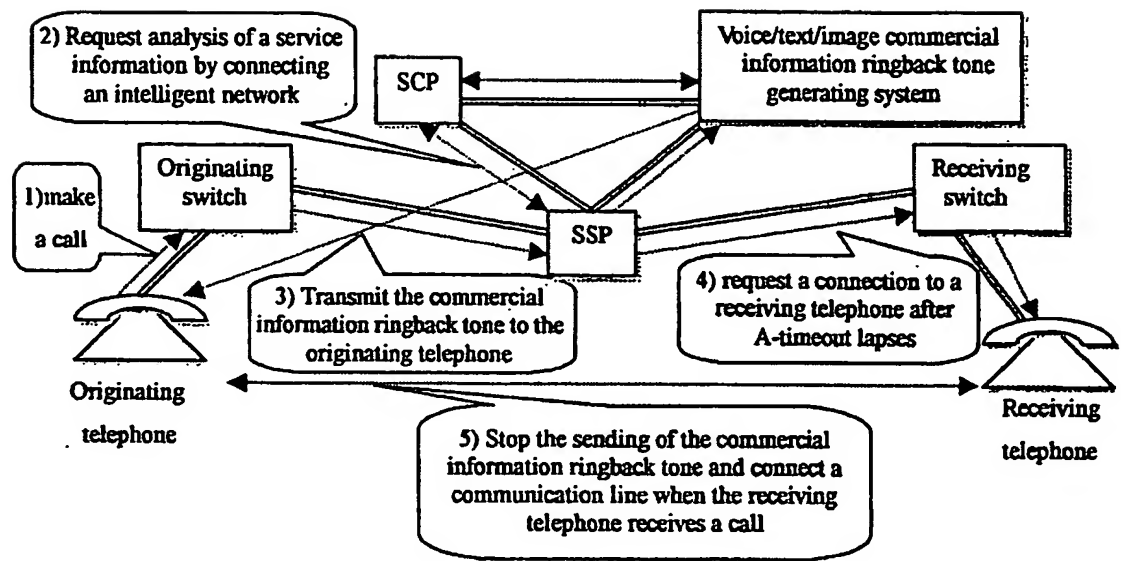 2) Request analysis of a service
information by connecting
an intelligent network
SCP
Voice/text/image commercial
information ringback tone
generating system
1)make
a call
Originating
switch
SSP
Receiving
switch
3) Transmit the commercial
information ringback tone to the
originating telephone
4) request a connection to a
receiving telephone after
A-timeout lapses
Originating
telephone
Receiving
telephone
5) Stop the sending of the commercial
information ringback tone and connect a
communication line when the receiving
telephone receives a call